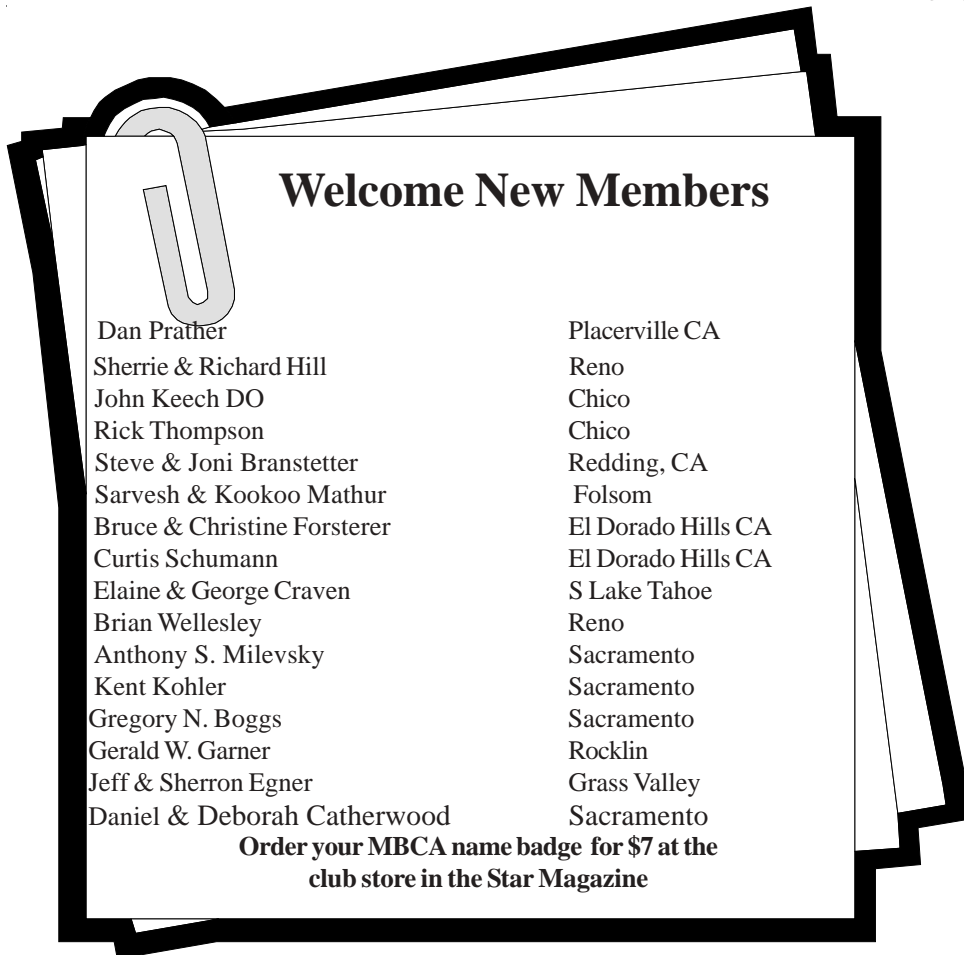 Welcome New Members
Dan Prather Placerville CA
Sherrie & Richard Hill Reno
John Keech DO Chico
Rick Thompson Chico
Steve & Joni Branstetter Redding, CA
Sarvesh & Kookoo Mathur Folsom
Bruce & Christine Forsterer El Dorado Hills CA
Curtis Schumann El Dorado Hills CA
Elaine & George Craven S Lake Tahoe
Brian Wellesley Reno
Anthony S. Milevsky Sacramento
Kent Kohler Sacramento
Gregory N. Boggs Sacramento
Gerald W. Garner Rocklin
Jeff & Sherron Egner Grass Valley
Daniel & Deborah Catherwood Sacramento
Order your MBCA name badge for $7 at the
club store in the Star Magazine